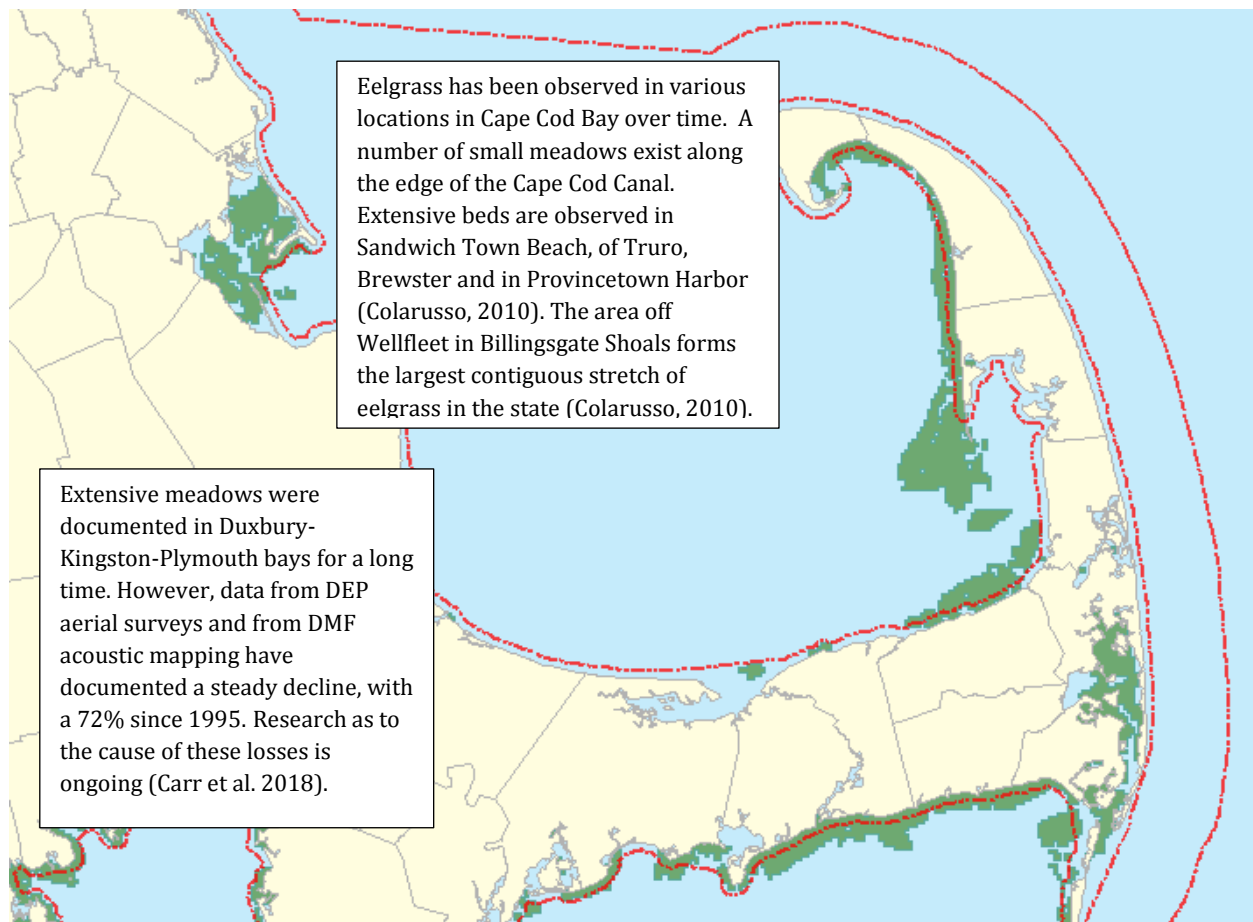 Eelgrass has been observed in various
locations in Cape Cod Bay over time.  A
number of small meadows exist along
the edge of the Cape Cod Canal.
Extensive beds are observed in
Sandwich Town Beach, of Truro,
Brewster and in Provincetown Harbor
(Colarusso, 2010). The area off
Wellfleet in Billingsgate Shoals forms
the largest contiguous stretch of
eelgrass in the state (Colarusso, 2010).
Extensive meadows were
documented in Duxbury-
Kingston-Plymouth bays for a long
time. However, data from DEP
aerial surveys and from DMF
acoustic mapping have
documented a steady decline, with
a 72% since 1995. Research as to
the cause of these losses is
ongoing (Carr et al. 2018).